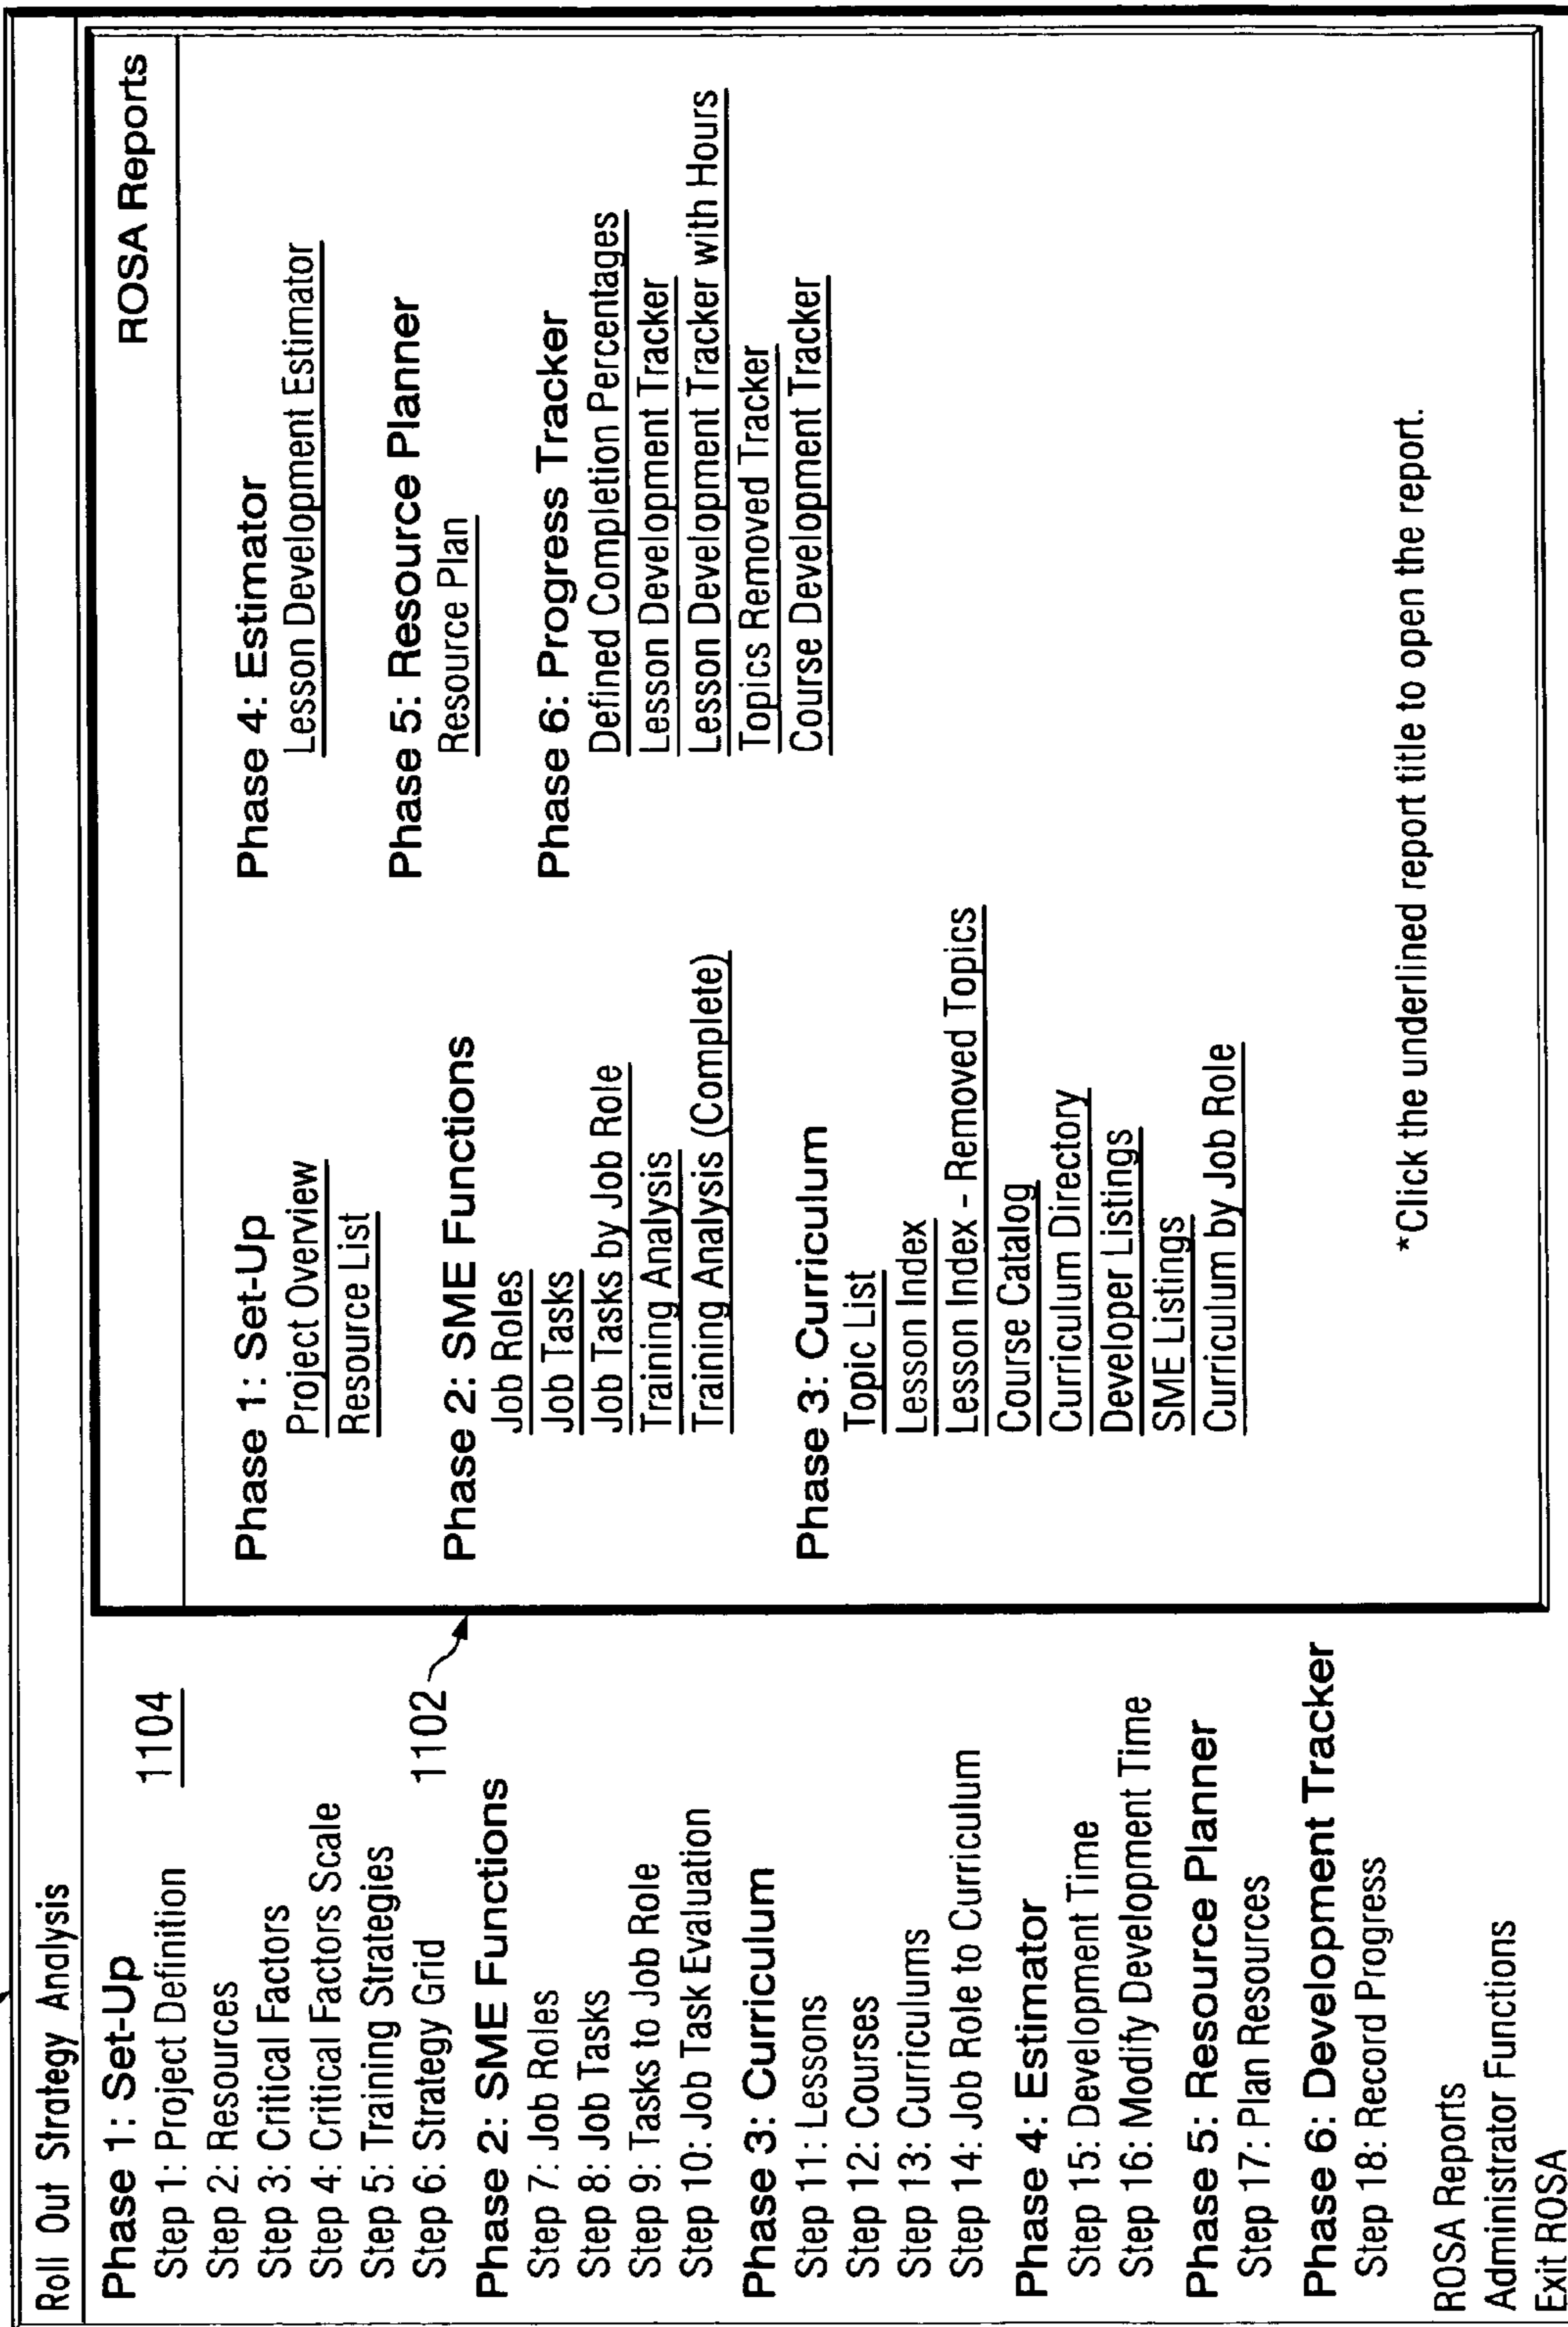 Roll Out Strategy Analysis
Phase 1: Set-Up
1104
Step 1: Project Definition
Step 2: Resources
Step 3: Critical Factors
Step 4: Critical Factors Scale
Step 5: Training Strategies
Step 6: Strategy Grid
1102
Phase 2: SME Functions
Step 7: Job Roles
Step 8: Job Tasks
Step 9: Tasks to Job Role
Step 10: Job Task Evaluation
Phase 3: Curriculum
Step 11: Lessons
Step 12: Courses
Step 13: Curriculums
Step 14: Job Role to Curriculum
Phase 4: Estimator
Step 15: Development Time
Step 16: Modify Development Time
Phase 5: Resource Planner
Step 17: Plan Resources
Phase 6: Development Tracker
Step 18: Record Progress
ROSA Reports
Administrator Functions
Exit ROSA
ROSA Reports
Phase 1: Set-Up
Project Overview
Resource List
Phase 2: SME Functions
Job Roles
Job Tasks
Job Tasks by Job Role
Training Analysis
Training Analysis (Complete)
Phase 3: Curriculum
Topic List
Lesson Index
Lesson Index - Removed Topics
Course Catalog
Curriculum Directory
Developer Listings
SME Listings
Curriculum by Job Role
Phase 4: Estimator
Lesson Development Estimator
Phase 5: Resource Planner
Resource Plan
Phase 6: Progress Tracker
Defined Completion Percentages
Lesson Development Tracker
Lesson Development Tracker with Hours
Topics Removed Tracker
Course Development Tracker
*Click the underlined report title to open the report.